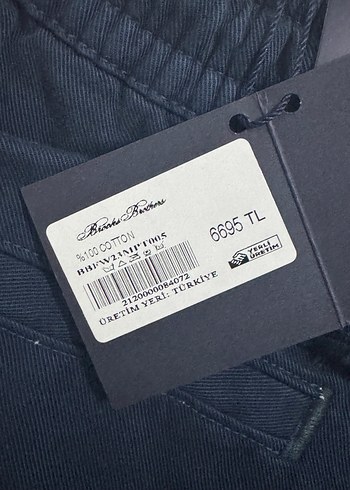 Brooks Brothers
%100 COTTON
BBFW23MPT005
6695 TL
YERLİ
ÜRETİM
2120000084072
ÜRETİM YERİ: TÜRKİYE